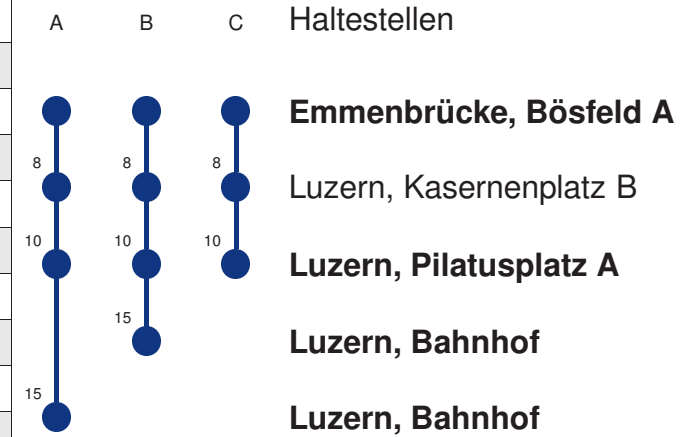 A B C Haltestellen
Emmenbrücke, Bösfeld A
8 8 8 Luzern, Kasernenplatz B
10 10 10 Luzern, Pilatusplatz A
15 Luzern, Bahnhof
15 Luzern, Bahnhof